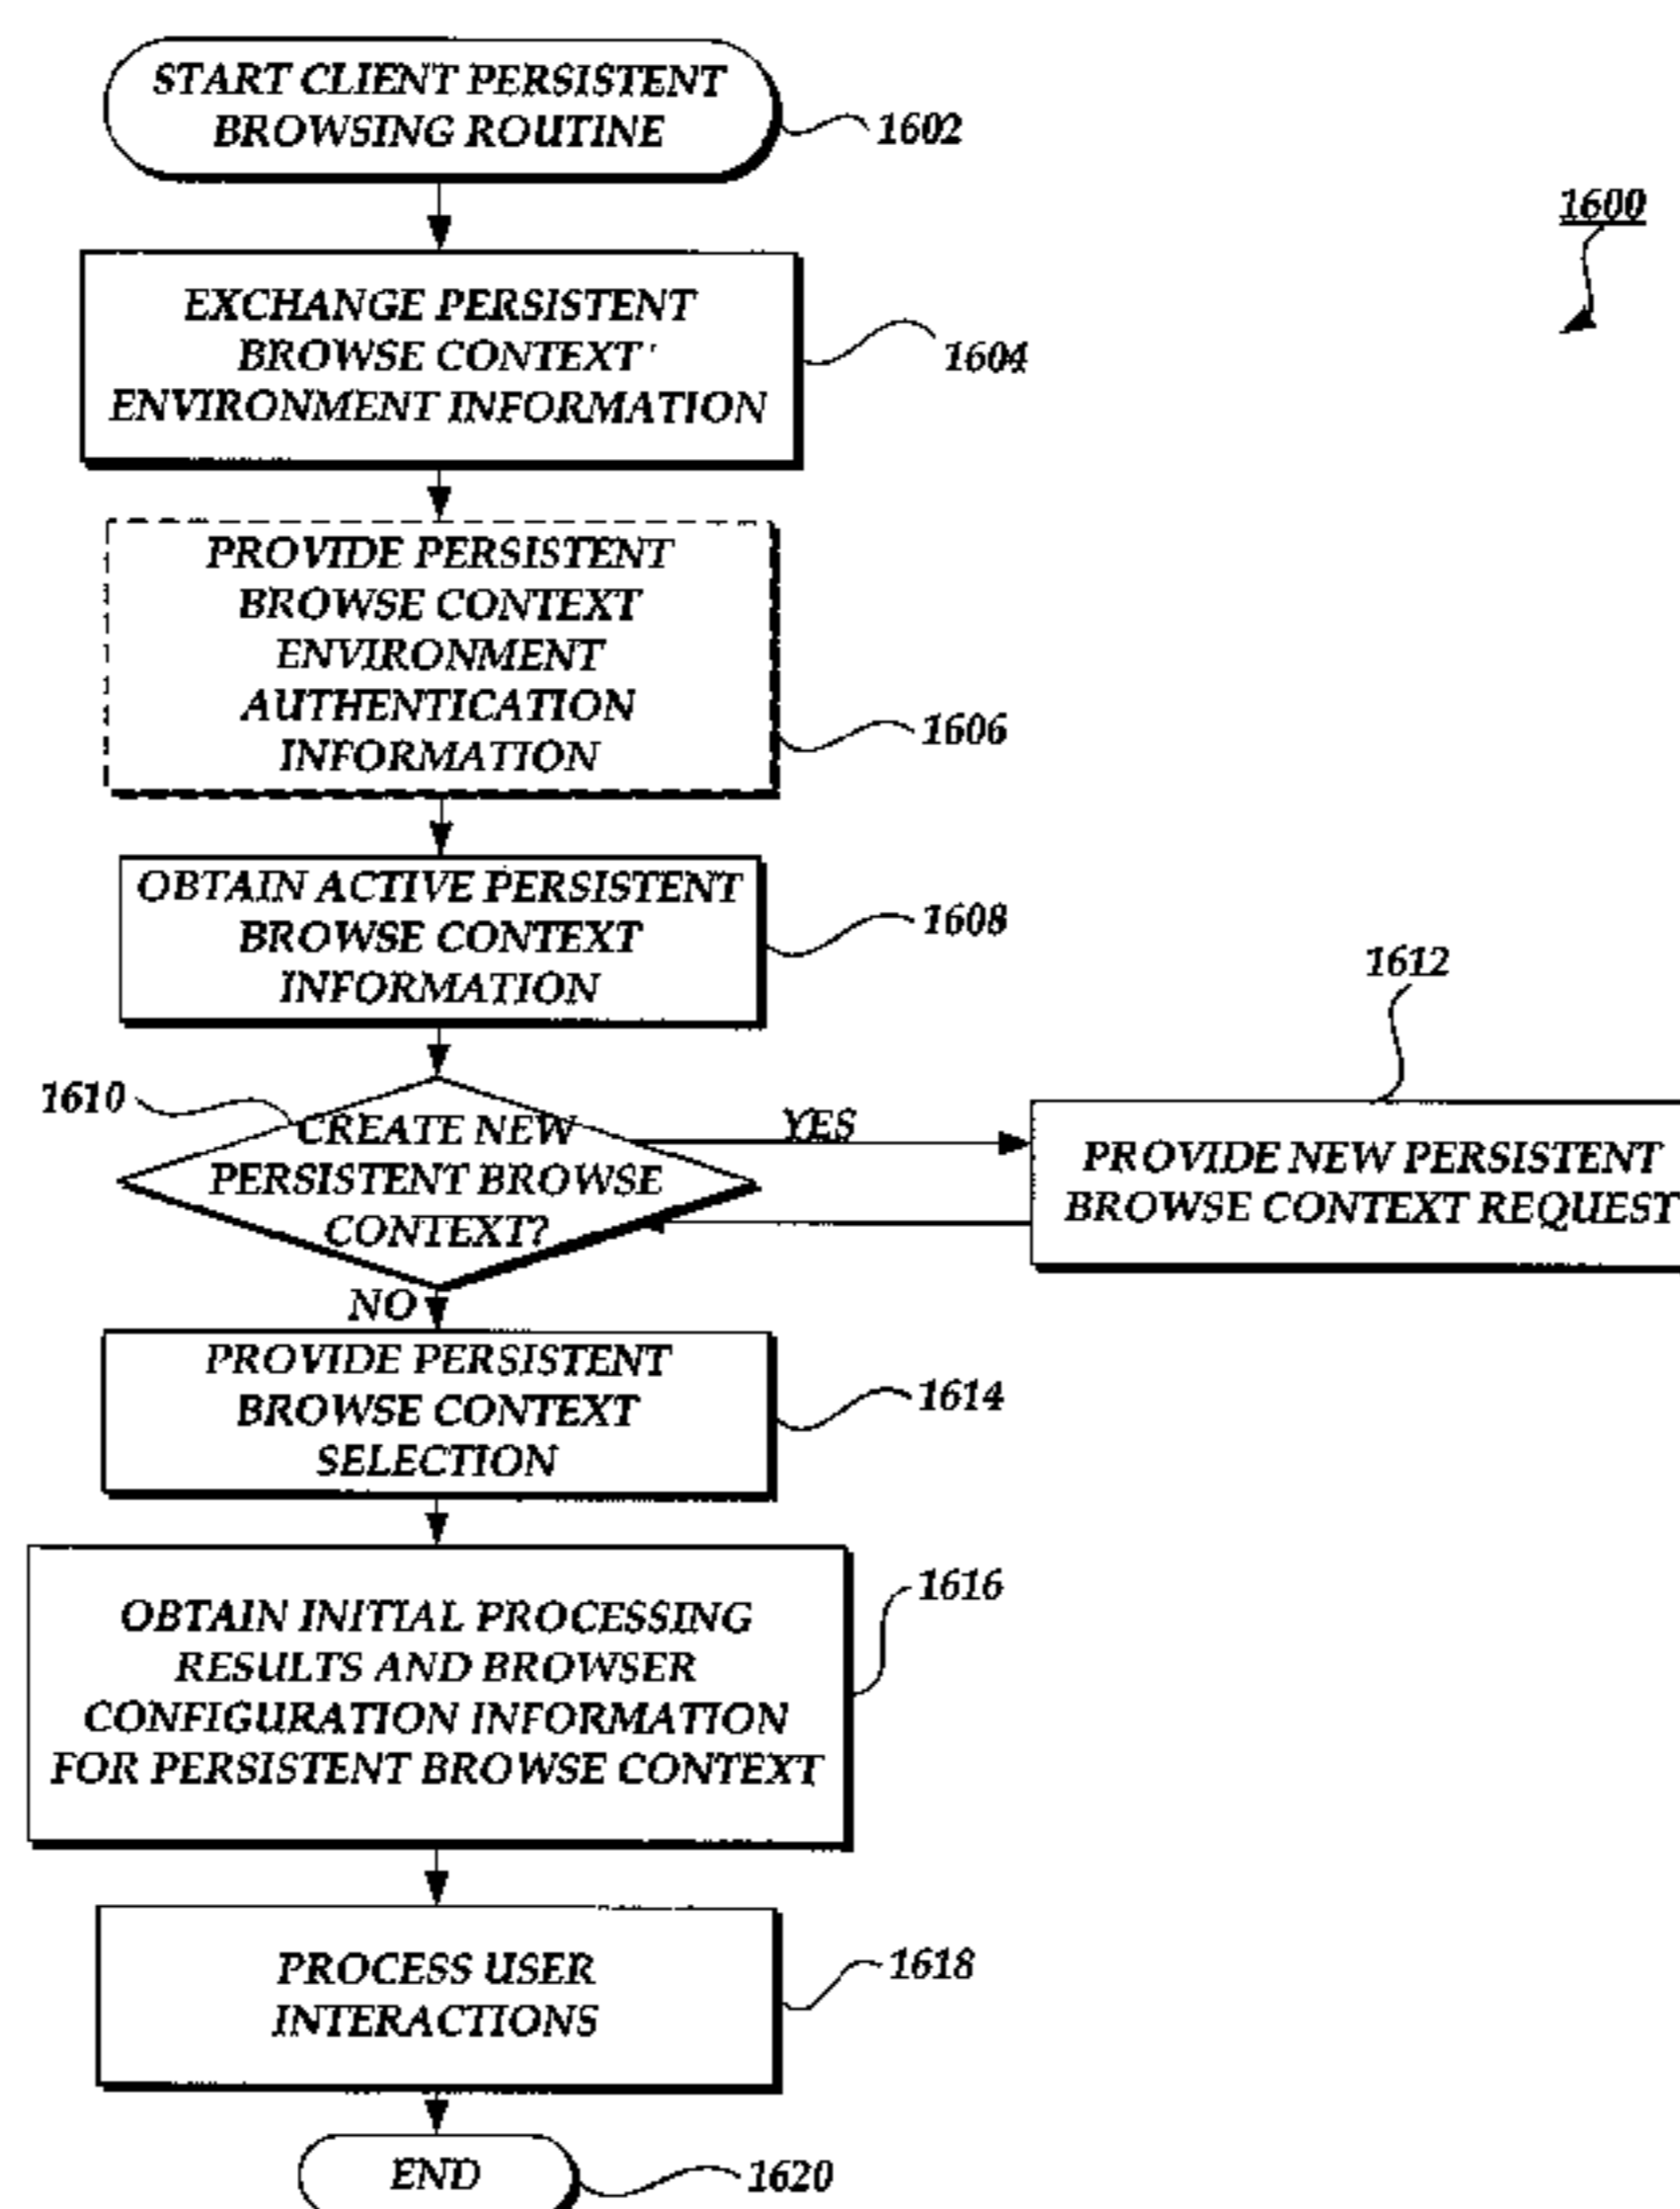 START CLIENT PERSISTENT
BROWSING ROUTINE
1602
1600
EXCHANGE PERSISTENT
BROWSE CONTEXT
ENVIRONMENT INFORMATION
1604
PROVIDE PERSISTENT
BROWSE CONTEXT
ENVIRONMENT
AUTHENTICATION
INFORMATION
1606
OBTAIN ACTIVE PERSISTENT
BROWSE CONTEXT
INFORMATION
1608
1610
CREATE NEW
PERSISTENT BROWSE
CONTEXT?
YES
1612
PROVIDE NEW PERSISTENT
BROWSE CONTEXT REQUEST
NO
PROVIDE PERSISTENT
BROWSE CONTEXT
SELECTION
1614
OBTAIN INITIAL PROCESSING
RESULTS AND BROWSER
CONFIGURATION INFORMATION
FOR PERSISTENT BROWSE CONTEXT
1616
PROCESS USER
INTERACTIONS
1618
END
1620